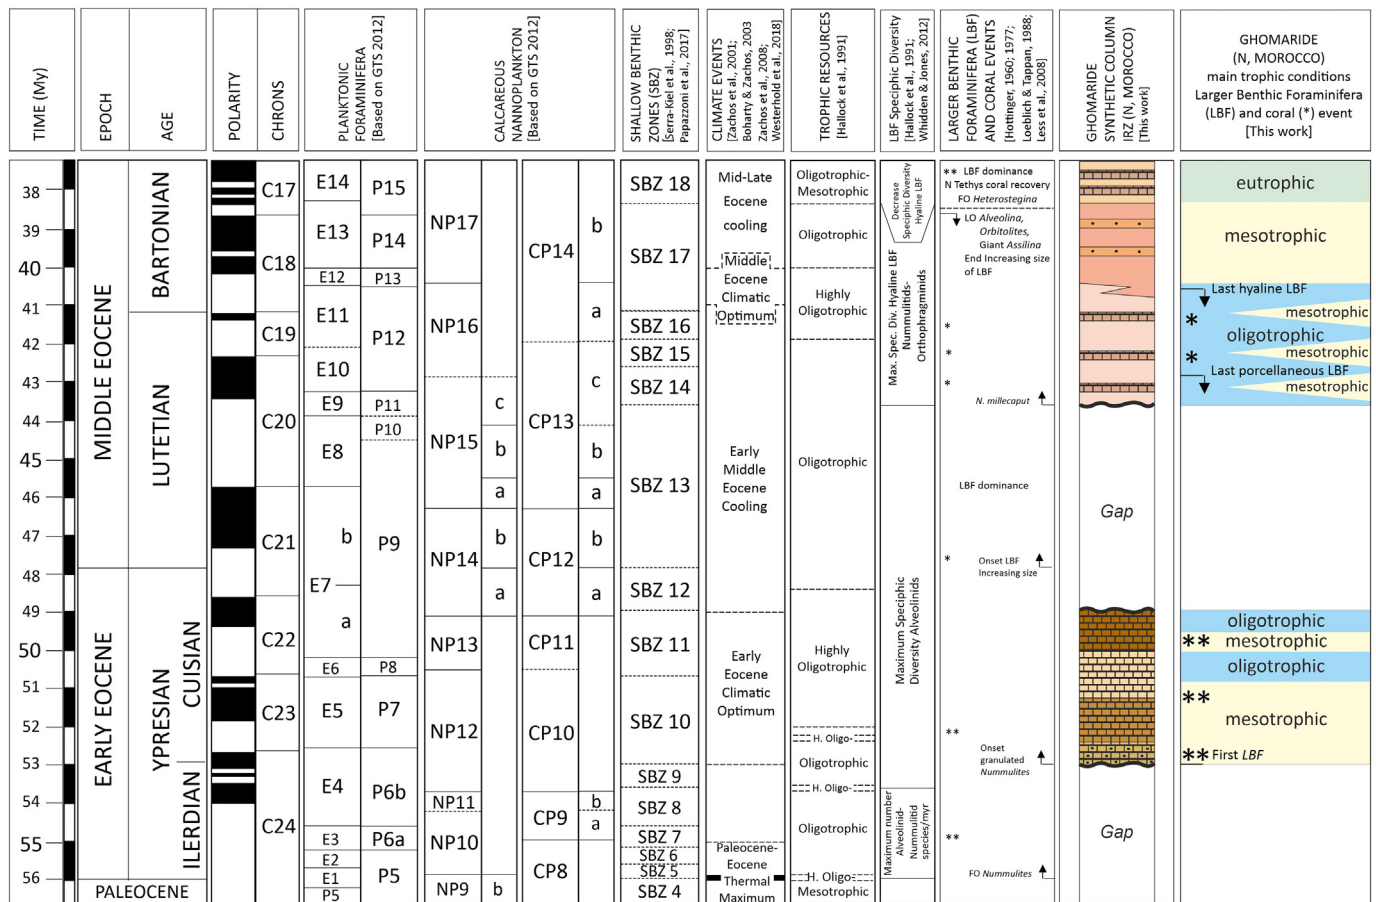 TIME (My)
EPOCH
AGE
POLARITY
CHRONS
PLANKTONIC
FORAMINIFERA
[Based on GTS 2012]
CALCAREOUS
NANNOPLANKTON
[Based on GTS 2012]
SHALLOW BENTHIC
ZONES (SBZ)
[Serra-Kiel et al., 1998;
Papazzoni et al., 2017]
CLIMATE EVENTS
[Zachos et al., 2001;
Boharty & Zachos, 2003
Zachos et al., 2008;
Westerhold et al., 2018]
TROPHIC RESOURCES
[Hallock et al., 1991]
LBF Speciphic Diversity
[Hallock et al., 1991;
Whidden & Jones, 2012]
LARGER BENTHIC
FORAMINIFERA (LBF)
AND CORAL EVENTS
[Hottinger, 1960; 1977;
Loeblich & Tappan, 1988;
Less et al., 2008]
GHOMARIDE
SYNTHETIC COLUMN
IRZ (N, MOROCCO)
[This work]
GHOMARIDE
(N, MOROCCO)
main trophic conditions
Larger Benthic Foraminifera
(LBF) and coral (*) event
[This work]
38
39
40
41
42
43
44
45
46
47
48
49
50
51
52
53
54
55
56
MIDDLE EOCENE
EARLY EOCENE
PALEOCENE
BARTONIAN
LUTETIAN
YPRESIAN
CUISIAN
ILERDIAN
C17
C18
C19
C20
C21
C22
C23
C24
E14
E13
E12
E11
E10
E9
E8
b
E7
a
E6
E5
E4
E3
E2
E1
P5
P15
P14
P13
P12
P11
P10
P9
P8
P7
P6b
P6a
P5
NP17
NP16
NP15
NP14
NP13
NP12
NP11
NP10
NP9
c
b
a
b
a
b
CP14
CP13
CP12
CP11
CP10
CP9
CP8
b
a
c
b
a
b
a
b
a
SBZ 18
SBZ 17
SBZ 16
SBZ 15
SBZ 14
SBZ 13
SBZ 12
SBZ 11
SBZ 10
SBZ 9
SBZ 8
SBZ 7
SBZ 6
SBZ 5
SBZ 4
Mid-Late
Eocene
cooling
Middle
Eocene
Climatic
Optimum
Early
Middle
Eocene
Cooling
Early
Eocene
Climatic
Optimum
Paleocene-
Eocene
Thermal
Maximum
Oligotrophic-
Mesotrophic
Oligotrophic
Highly
Oligotrophic
Oligotrophic
Highly
Oligotrophic
H. Oligo-
Oligotrophic
H. Oligo-
Oligotrophic
H. Oligo-
Mesotrophic
Decrease
Speciphic Diversity
Hyaline LBF
Max. Spec. Div. Hyaline LBF
Nummulitids-
Orthophragminids
Maximum Speciphic
Diversity Alveolinids
Maximum number
Alveolinid-
Nummulitid
species/myr
** LBF dominance
N Tethys coral recovery
FO Heterostegina
LO Alveolina,
Orbitolites,
Giant Assilina
End Increasing size
of LBF
*
*
*
N. millecaput
LBF dominance
*
Onset LBF
Increasing size
**
Onset
granulated
Nummulites
**
FO Nummulites
Gap
Gap
eutrophic
mesotrophic
Last hyaline LBF
mesotrophic
*
oligotrophic
mesotrophic
*
Last porcellaneous LBF
mesotrophic
oligotrophic
** mesotrophic
oligotrophic
**
mesotrophic
** First LBF